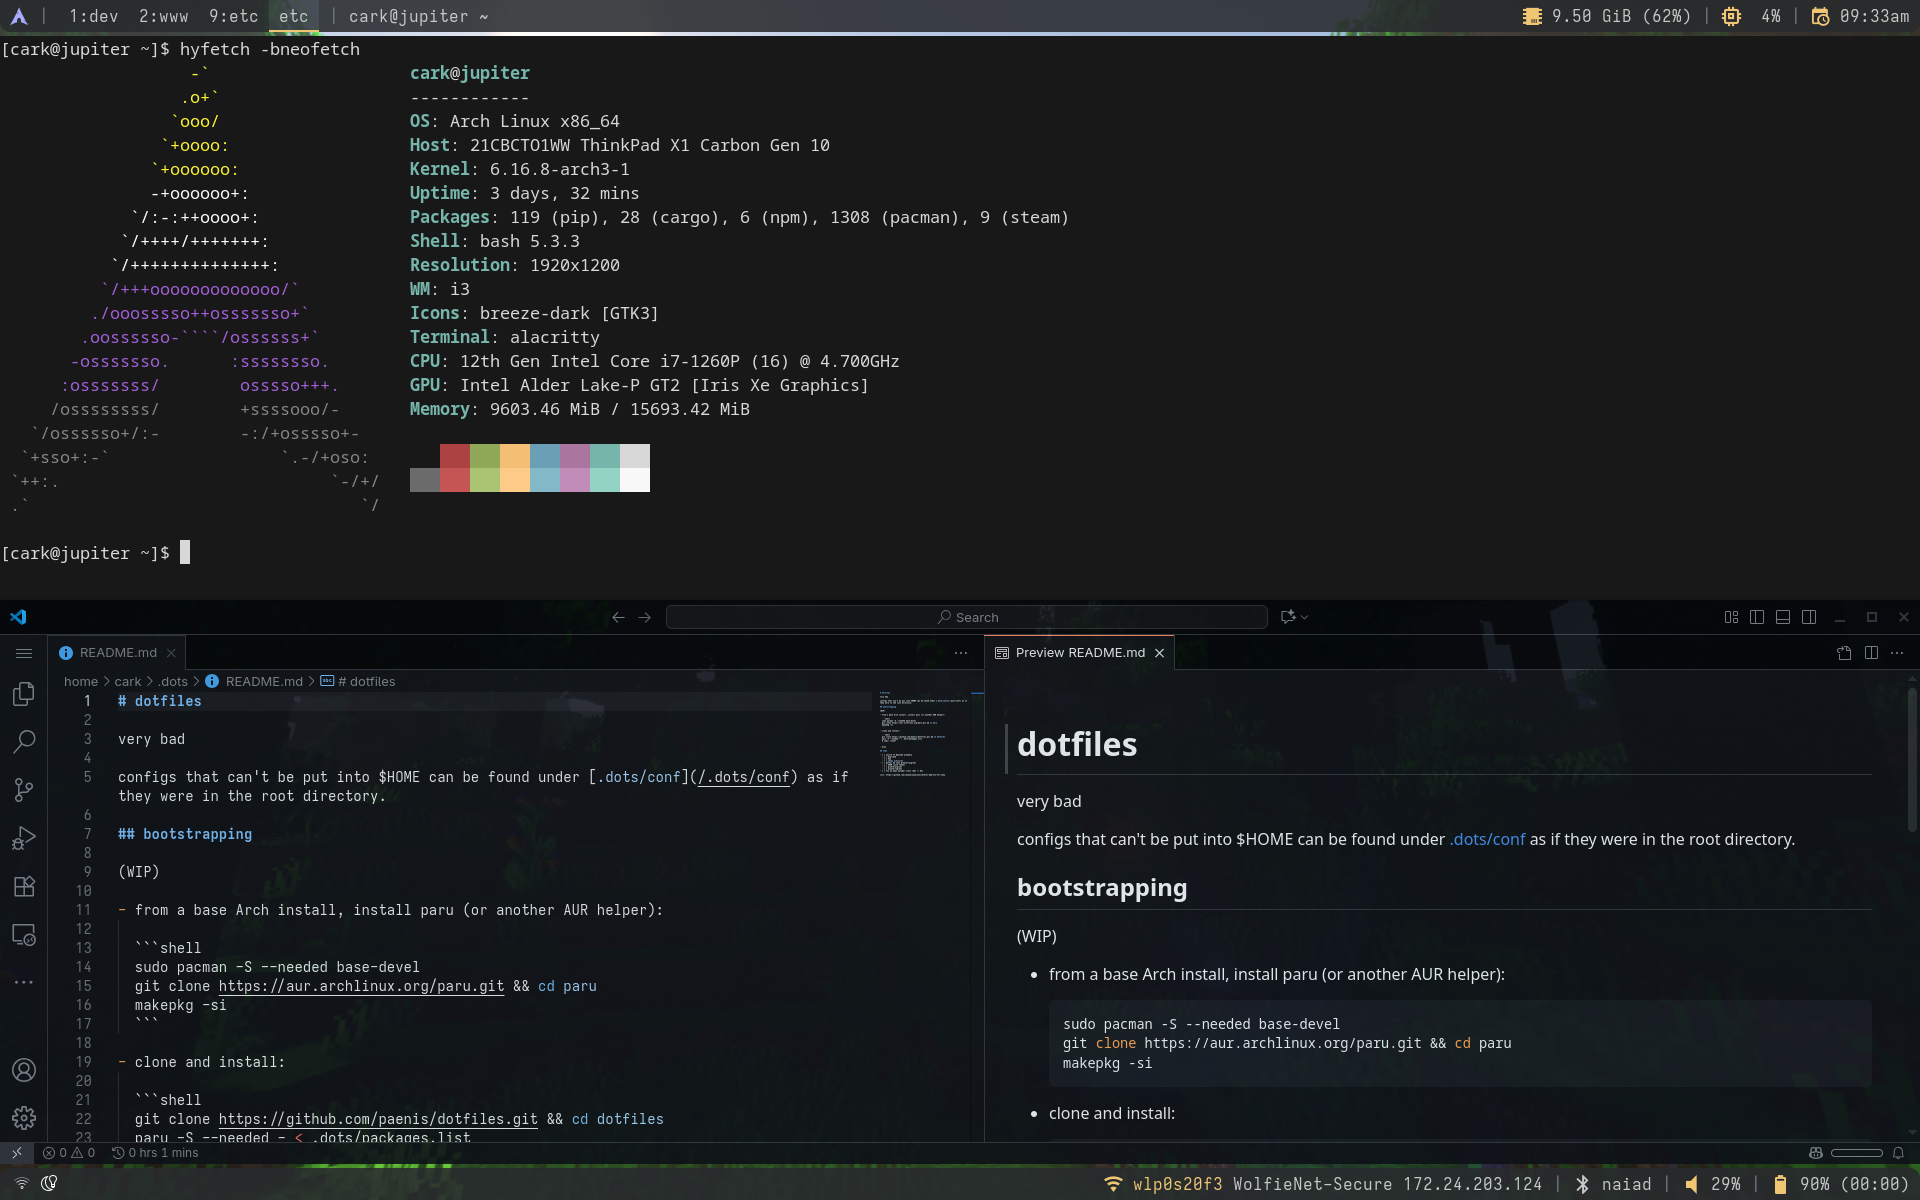 1:dev 2:www 9:etc etc | cark@jupiter ~ 9.50 GiB (62%) | 4% | 09:33am
[cark@jupiter ~]$ hyfetch -bneofetch
-` cark@jupiter
.o+` ------------
`ooo/ OS: Arch Linux x86_64
`+oooo: Host: 21CBCTO1WW ThinkPad X1 Carbon Gen 10
`+oooooo: Kernel: 6.16.8-arch3-1
-+oooooo+: Uptime: 3 days, 32 mins
`/:-:++oooo+: Packages: 119 (pip), 28 (cargo), 6 (npm), 1308 (pacman), 9 (steam)
`/++++/+++++++: Shell: bash 5.3.3
`/++++++++++++++: Resolution: 1920x1200
`/+++ooooooooooooo/` WM: i3
./ooosssso++osssssso+` Icons: breeze-dark [GTK3]
.oossssso-````/ossssss+` Terminal: alacritty
-osssssso. :ssssssso. CPU: 12th Gen Intel Core i7-1260P (16) @ 4.700GHz
:osssssss/ osssso+++. GPU: Intel Alder Lake-P GT2 [Iris Xe Graphics]
/ossssssss/ +ssssooo/- Memory: 9603.46 MiB / 15693.42 MiB
`/ossssso+/:- -:/+osssso+-
`+sso+:-` `.-/+oso:
`++:. `-/+/
.` `/
[cark@jupiter ~]$
Search
README.md
home > cark > .dots > README.md > # dotfiles
1 # dotfiles
2
3 very bad
4
5 configs that can't be put into $HOME can be found under [.dots/conf](/.dots/conf) as if
they were in the root directory.
6
7 ## bootstrapping
8
9 (WIP)
10
11 - from a base Arch install, install paru (or another AUR helper):
12
13 ```shell
14 sudo pacman -S --needed base-devel
15 git clone https://aur.archlinux.org/paru.git && cd paru
16 makepkg -si
17 ```
18
19 - clone and install:
20
21 ```shell
22 git clone https://github.com/paenis/dotfiles.git && cd dotfiles
23 paru -S --needed - < .dots/packages.list
Preview README.md
dotfiles
very bad
configs that can't be put into $HOME can be found under .dots/conf as if they were in the root directory.
bootstrapping
(WIP)
• from a base Arch install, install paru (or another AUR helper):
sudo pacman -S --needed base-devel
git clone https://aur.archlinux.org/paru.git && cd paru
makepkg -si
• clone and install:
0 0 0 hrs 1 mins
wlp0s20f3 WolfieNet-Secure 172.24.203.124 | naiad | 29% | 90% (00:00)